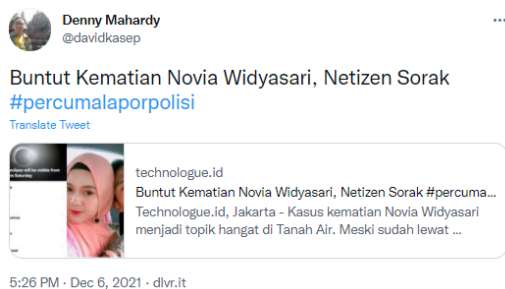 Denny Mahardy
@davidkasep
Buntut Kematian Novia Widyasari, Netizen Sorak
#percumalaporpolisi
Translate Tweet
technologue.id
Buntut Kematian Novia Widyasari, Netizen Sorak #percuma...
Technologue.id, Jakarta - Kasus kematian Novia Widyasari
menjadi topik hangat di Tanah Air. Meski sudah lewat ...
5:26 PM · Dec 6, 2021 · dlvr.it